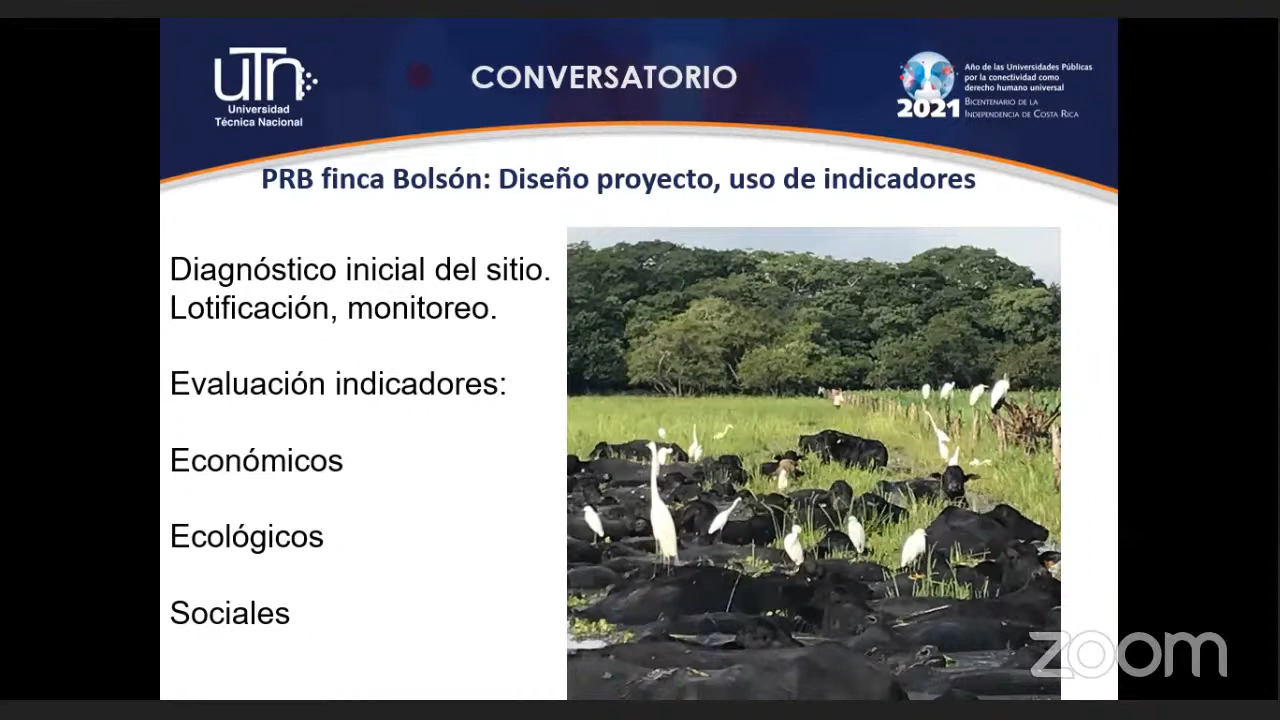 UTN
Universidad
Técnica Nacional
CONVERSATORIO
2021
Año de las Universidades Públicas
por la conectividad como
derecho humano universal
Bicentenario de la
Independencia de Costa Rica
PRB finca Bolsón: Diseño proyecto, uso de indicadores
Diagnóstico inicial del sitio.
Lotificación, monitoreo.
Evaluación indicadores:
Económicos
Ecológicos
Sociales
zoom